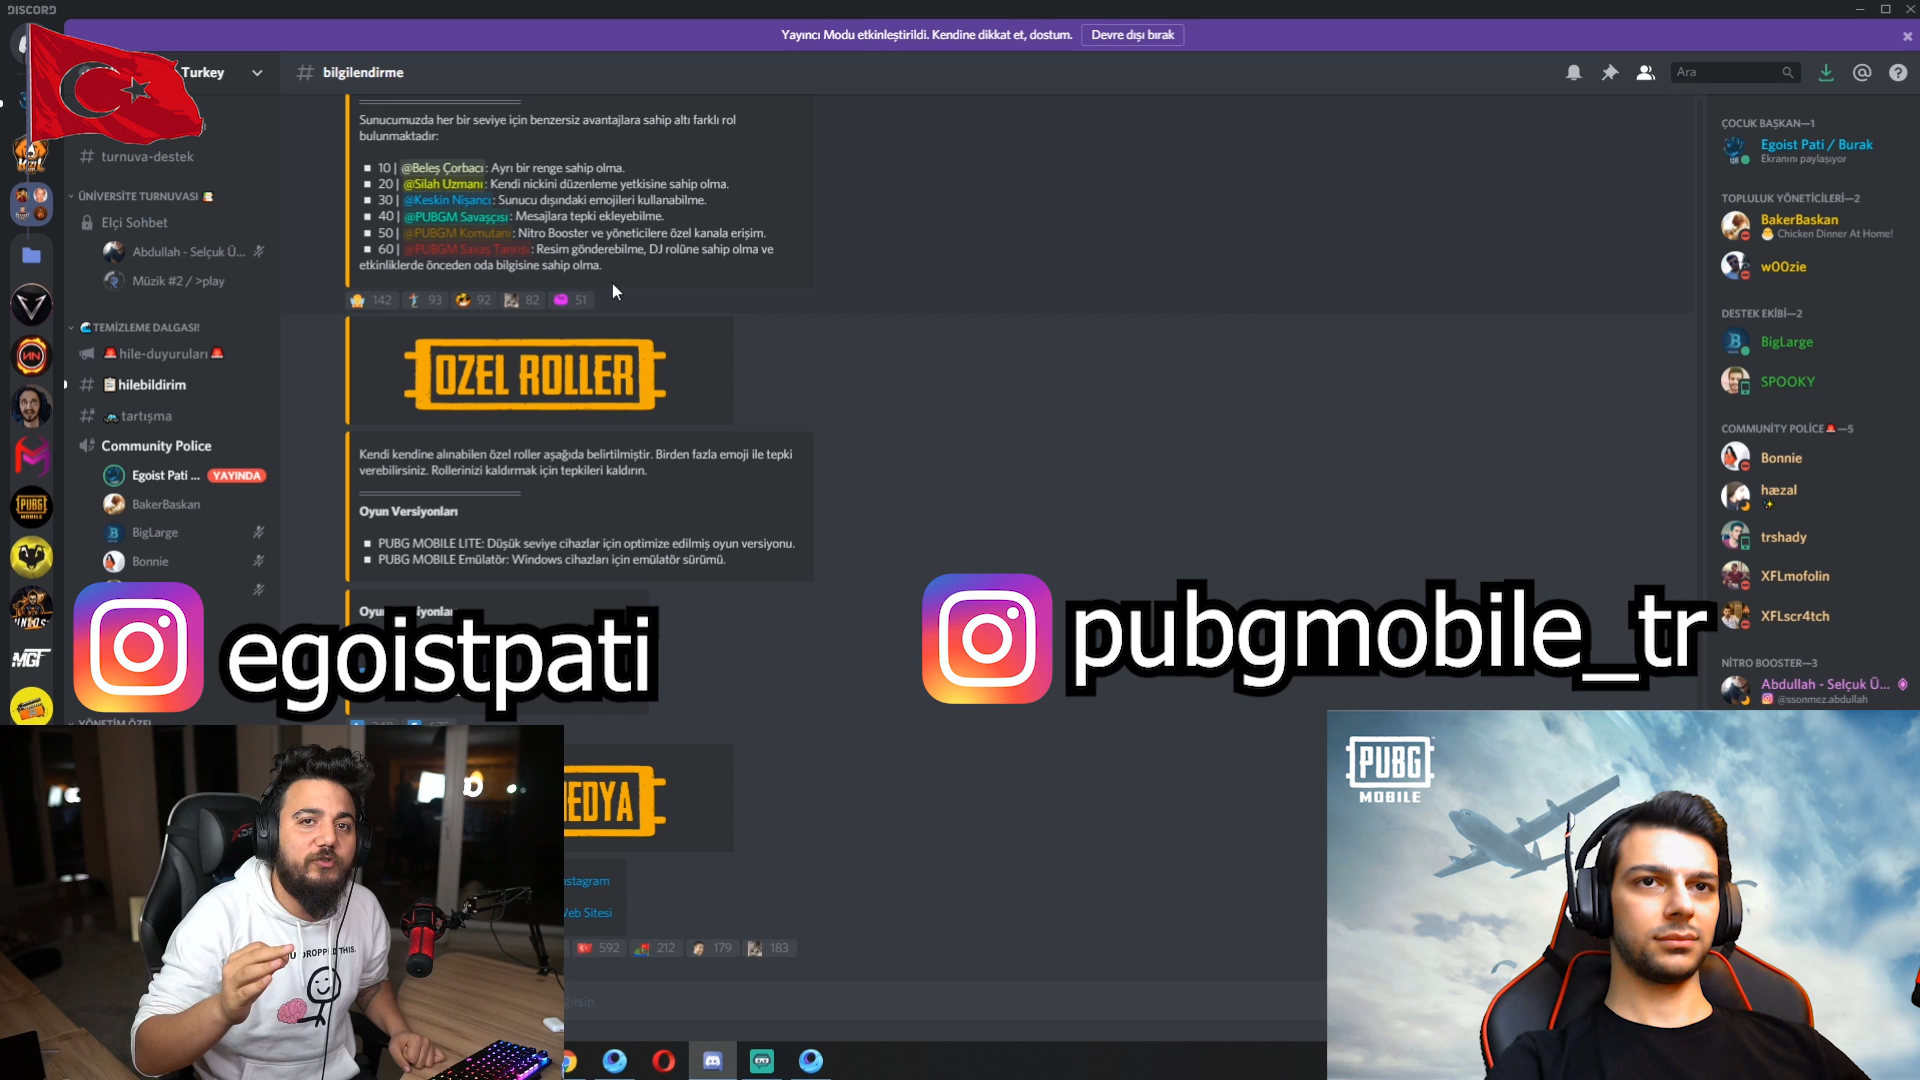 DISCORD
Yayıncı Modu etkinleştirildi. Kendine dikkat et, dostum.
Devre dışı bırak
Turkey
bilgilendirme
Ara
turnuva-destek
ÜNİVERSİTE TURNUVASI
Elçi Sohbet
Abdullah - Selçuk Ü...
Müzik #2 / >play
TEMİZLEME DALGASI!
hile-duyuruları
hilebildirim
tartışma
Community Police
Egoist Pati ... YAYINDA
BakerBaskan
BigLarge
Bonnie
YÖNETİM ÖZEL
Sunucumuzda her bir seviye için benzersiz avantajlara sahip altı farklı rol
bulunmaktadır:
10 | @Beleş Çorbacı: Ayrı bir renge sahip olma.
20 | @Silah Uzmanı: Kendi nickini düzenleme yetkisine sahip olma.
30 | @Keskin Nişancı: Sunucu dışındaki emojileri kullanabilme.
40 | @PUBGM Savaşçısı: Mesajlara tepki ekleyebilme.
50 | @PUBGM Komutanı: Nitro Booster ve yöneticilere özel kanala erişim.
60 | @PUBGM Savaş Tanrısı: Resim gönderebilme, DJ rolüne sahip olma ve
etkinliklerde önceden oda bilgisine sahip olma.
142 93 92 82 51
OZEL ROLLER
Kendi kendine alınabilen özel roller aşağıda belirtilmiştir. Birden fazla emoji ile tepki
verebilirsiniz. Rollerinizi kaldırmak için tepkileri kaldırın.
Oyun Versiyonları
PUBG MOBILE LITE: Düşük seviye cihazlar için optimize edilmiş oyun versiyonu.
PUBG MOBILE Emülatör: Windows cihazları için emülatör sürümü.
egoistpati
pubgmobile_tr
EDYA
nstagram
Web Sitesi
592 212 179 183
ÇOCUK BAŞKAN—1
Egoist Pati / Burak
Ekranını paylaşıyor
TOPLULUK YÖNETİCİLERİ—2
BakerBaskan
Chicken Dinner At Home!
w00zie
DESTEK EKİBİ—2
BigLarge
SPOOKY
COMMUNITY POLICE—5
Bonnie
hæzal
trshady
XFLmofolin
XFLscr4tch
NITRO BOOSTER—3
Abdullah - Selçuk Ü...
@ssonmez.abdullah
PUBG
MOBILE
PUBG
MOBILE
MGT
DROPPED THIS.